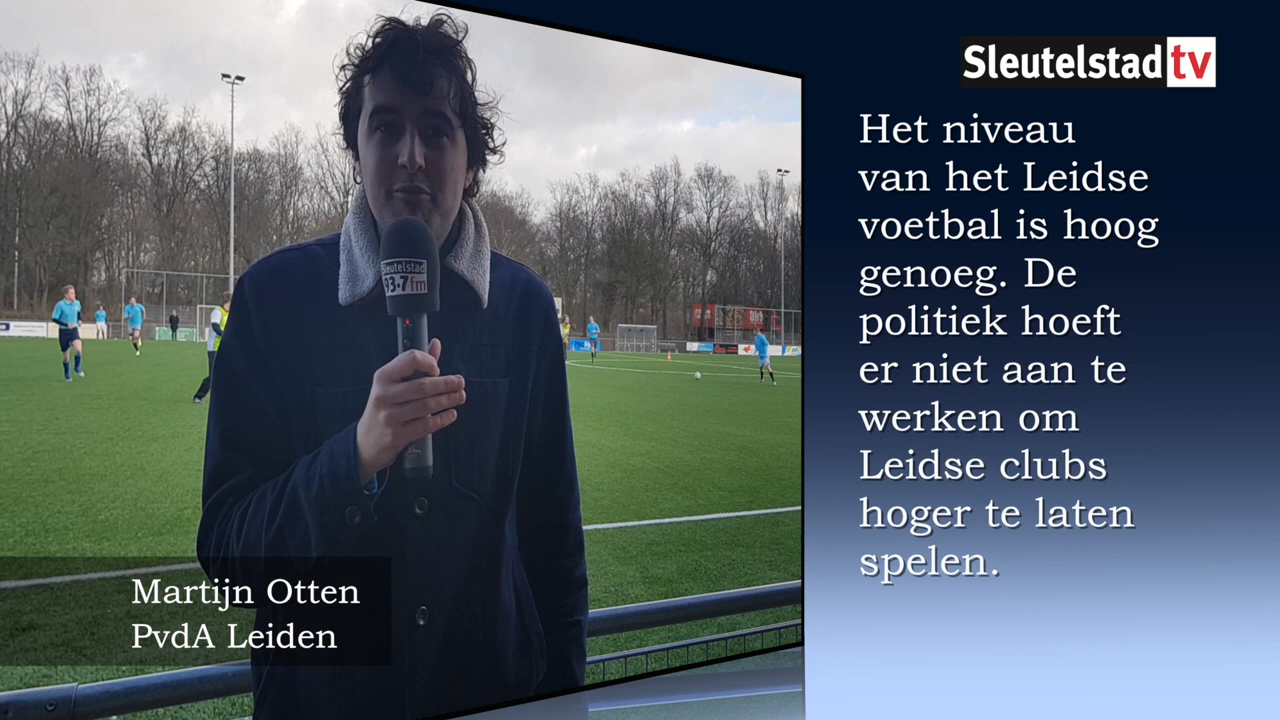 Sleutelstad tv
Het niveau
van het Leidse
voetbal is hoog
genoeg. De
politiek hoeft
er niet aan te
werken om
Leidse clubs
hoger te laten
spelen.
Sleutelstad
93.7fm
Martijn Otten
PvdA Leiden